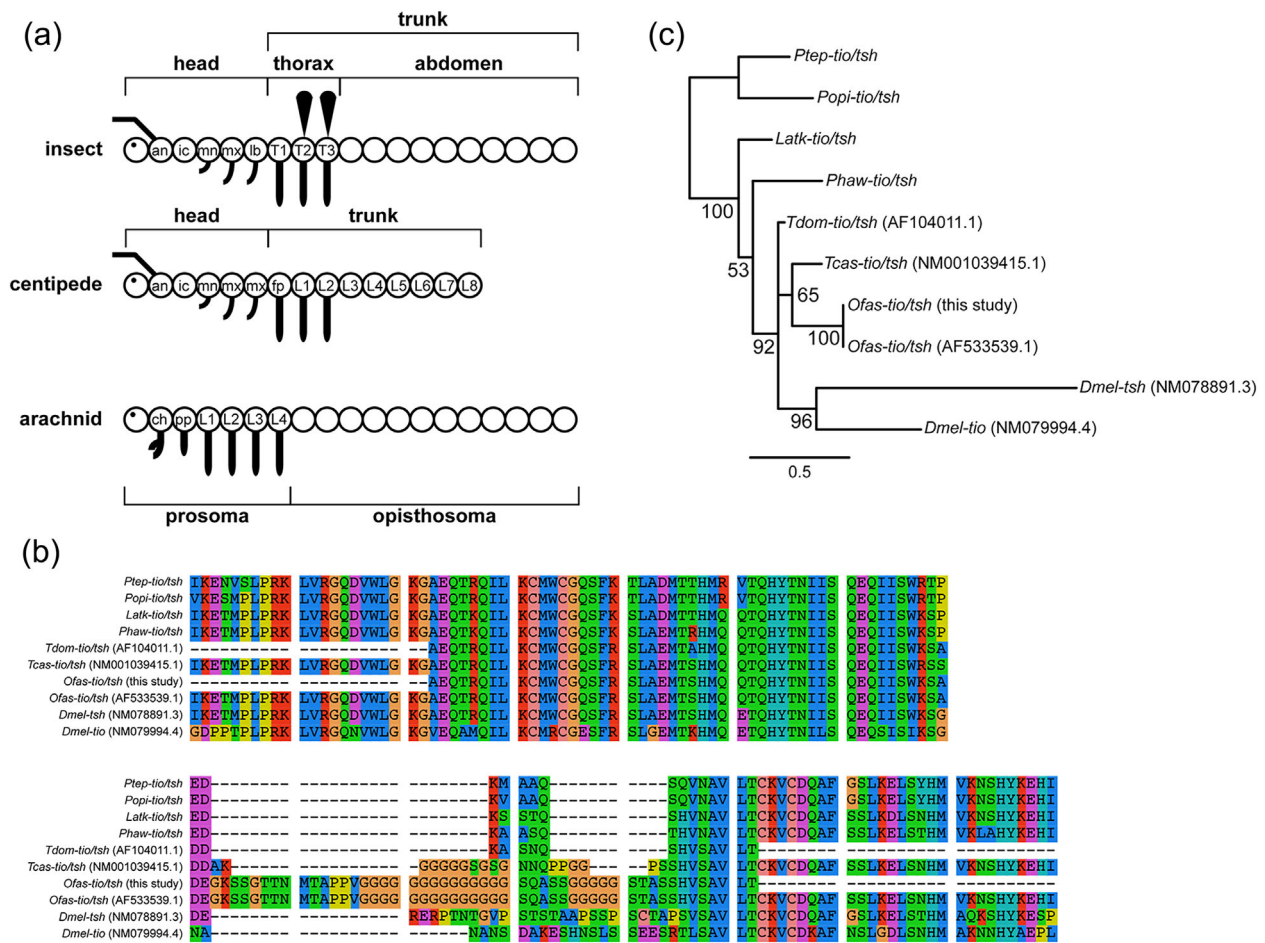 (a)
trunk
head thorax abdomen
insect an ic mn mx lb T1 T2 T3
head trunk
centipede an ic mn mx mx fp L1 L2 L3 L4 L5 L6 L7 L8
arachnid ch pp L1 L2 L3 L4
prosoma opisthosoma
(c)
Ptep-tio/tsh
Popi-tio/tsh
Latk-tio/tsh
Phaw-tio/tsh
100
Tdom-tio/tsh (AF104011.1)
53
Tcas-tio/tsh (NM001039415.1)
65
Ofas-tio/tsh (this study)
100
Ofas-tio/tsh (AF533539.1)
92
Dmel-tsh (NM078891.3)
96
Dmel-tio (NM079994.4)
0.5
(b)
Ptep-tio/tsh IKENVSLPRK LVRGQDVWLG KGAEQTRQIL KCMWCGQSFK TLADMTTHMR VTQHYTNIIS QEQIISWRTP
Popi-tio/tsh VKESMPLPRK LVRGQDVWLG KGAEQTRQIL KCMWCGQSFK TLADMTTHMR VTQHYTNIIS QEQIISWRTP
Latk-tio/tsh IKETMPLPRK LVRGQDVWLG KGAEQTRQIL KCMWCGQSFK SLADMTTHMQ QTQHYTNIIS QEQIISWKSP
Phaw-tio/tsh IKETMPLPRK LVRGQDVWLG KGAEQTKQIL KCMWCGQSFK SLAEMTRHMQ QTQHYTNIIS QEQIISWKSP
Tdom-tio/tsh (AF104011.1) ---------- ---------- --AEQTRQIL KCMWCGQSFR SLAEMTAHMQ QTQHYTNIIS QEQIISWKSA
Tcas-tio/tsh (NM001039415.1) IKETMPLPRK LVRGQDVWLG KGAEQTRQIL KCMWCGQSFR SLAEMTSHMQ QTQHYTNIIS QEQIISWRSS
Ofas-tio/tsh (this study) ---------- ---------- --AEQTRQIL KCMWCGQSFR SLAEMTSHMQ QTQHYTNIIS QEQIISWKSA
Ofas-tio/tsh (AF533539.1) IKETMPLPRK LVRGQDVWLG KGAEQTRQIL KCMWCGQSFR SLAEMTSHMQ QTQHYTNIIS QEQIISWKSA
Dmel-tsh (NM078891.3) IKETMPLPRK LVRGQDVWLG KGAEQTRQIL KCMWCGQSFR SLAEMTSHMQ ETQHYTNILS QEQIISWKSG
Dmel-tio (NM079994.4) GDPPTPLPRK LVRGQNVWLG KGVEQAMQIL KCMRCGESFR SLGEMTKHMQ ETQHYTNILS QEQSISIKSG
Ptep-tio/tsh ED-------- ---------- --------KM AAQ------- ----SQVNAV LTCKVCDQAF GSLKELSYHM VKNSHYKEHI
Popi-tio/tsh ED-------- ---------- --------KV AAQ------- ----SQVNAV LTCKVCDQAF GSLKELSYHM VKNSHYKEHI
Latk-tio/tsh ED-------- ---------- --------KS STQ------- ----SQVNAV LTCKVCDQAF SSLKELSYHM VKNSHYKEHI
Phaw-tio/tsh ED-------- ---------- --------KA ASQ------- ----THVNAV LTCKVCDQAF SSLKDLSTHM VKLAHYKEHI
Tdom-tio/tsh (AF104011.1) DD-------- ---------- --------KA SSQ------- ----SHVSAV LT-------- ---------- ----------
Tcas-tio/tsh (NM001039415.1) DDAK------ ---------- -GGGGGSGSG NNQPPGG--- --PSSHVSAV LTCKVCDQAF SSLKELSNHM VKNSHYKEHI
Ofas-tio/tsh (this study) DEGKSSGTTN MTAPPVGGGG GGGGGGGGGG SQASSGGGGG STASSHVSAV LT-------- ---------- ----------
Ofas-tio/tsh (AF533539.1) DEGKSSGTTN MTAPPVGGGG GGGGGGGGGG SQASSGGGGG STASSHVSAV LTCKVCDQAF SSLKELSNHM VKNSHYKEHI
Dmel-tsh (NM078891.3) DE-------- ---------- RERPTNTGVP STSTAAPSSP SCTAPSVSAV LTCKVCDQAF GSLKELSTHM AQKSHYKESP
Dmel-tio (NM079994.4) NA-------- ---------- ------NANS DAKESHNSLS SEESRTLSAV LTCKVCDKAF NSLGDLSNHM AKNNHYAEPL